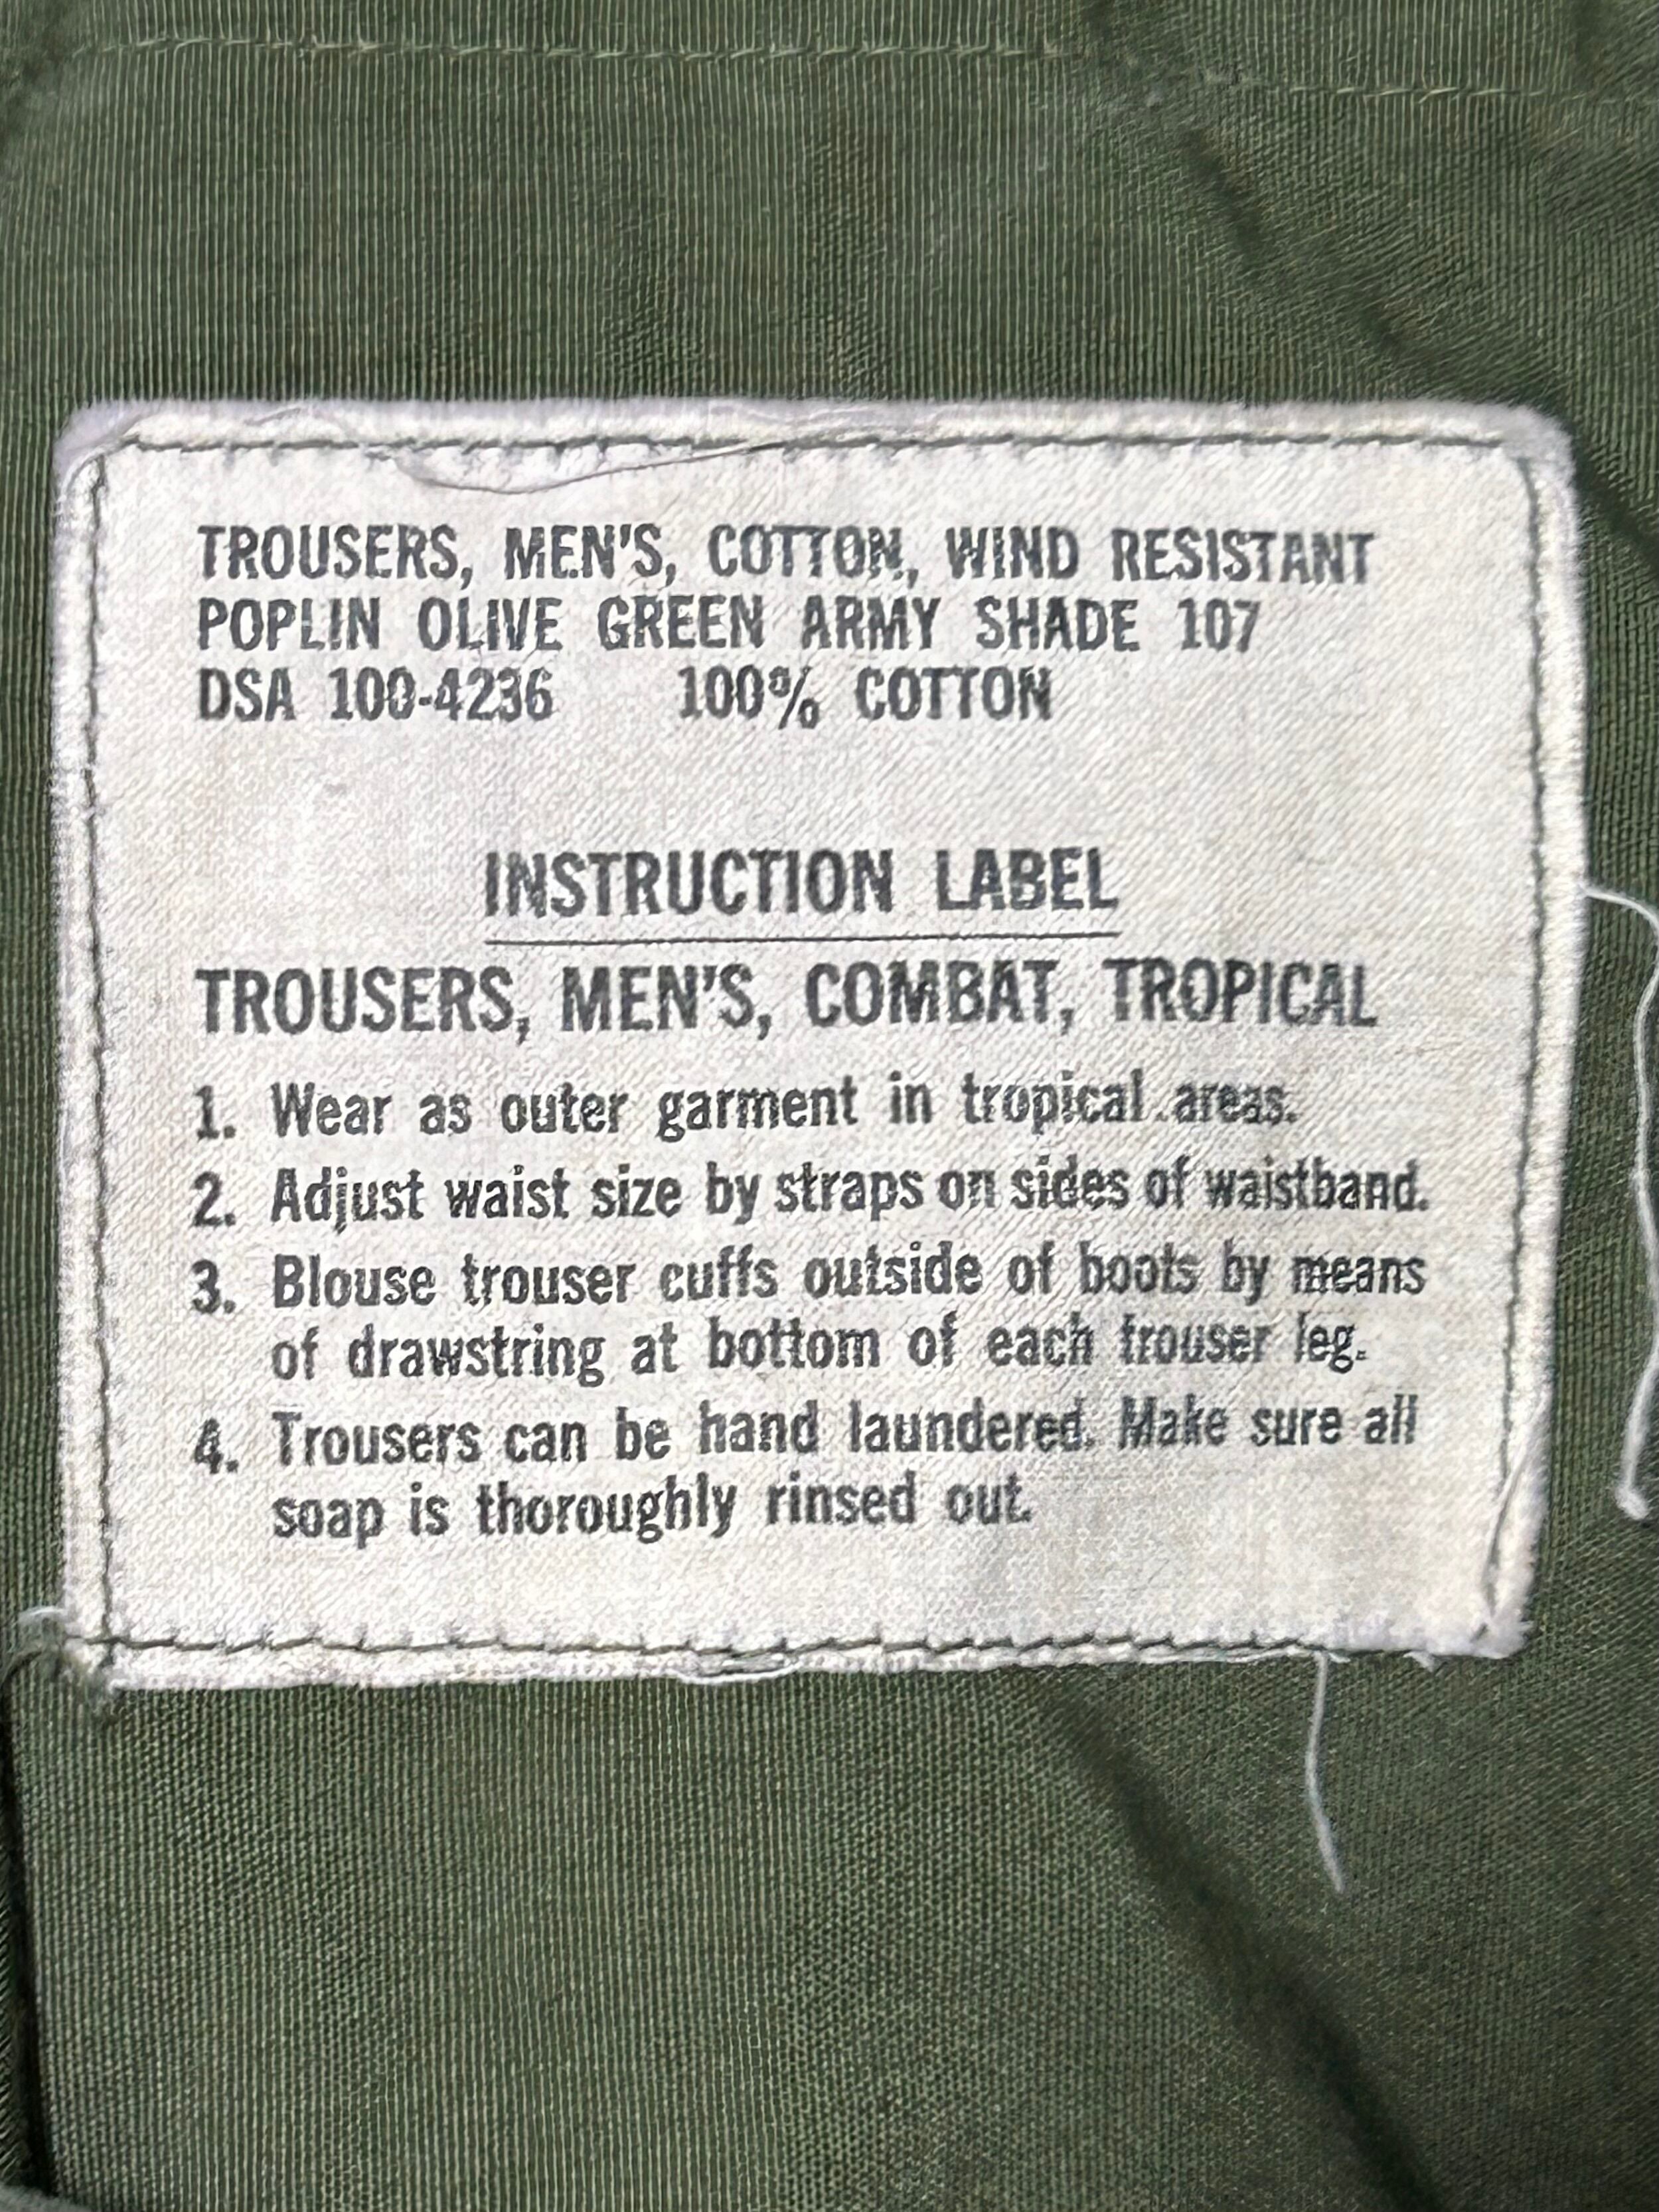 TROUSERS, MEN'S, COTTON, WIND RESISTANT
POPLIN OLIVE GREEN ARMY SHADE 107
DSA 100-4236 100% COTTON
INSTRUCTION LABEL
TROUSERS, MEN'S, COMBAT, TROPICAL
1. Wear as outer garment in tropical areas.
2. Adjust waist size by straps on sides of waistband.
3. Blouse trouser cuffs outside of boots by means
of drawstring at bottom of each trouser leg.
4. Trousers can be hand laundered. Make sure all
soap is thoroughly rinsed out.